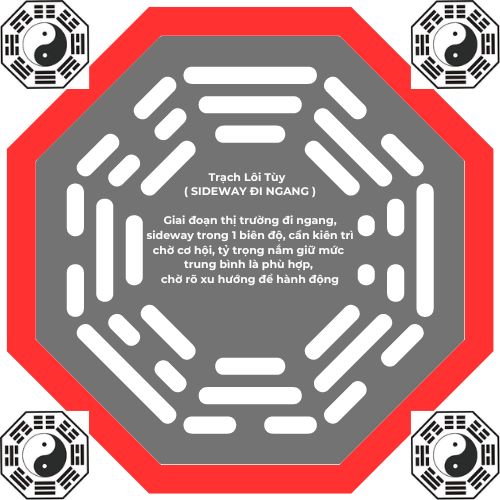 Trạch Lôi Tùy
( SIDEWAY ĐI NGANG )
Giai đoạn thị trường đi ngang,
sideway trong 1 biên độ, cần kiên trì
chờ cơ hội, tỷ trọng nắm giữ mức
trung bình là phù hợp,
chờ rõ xu hướng để hành động